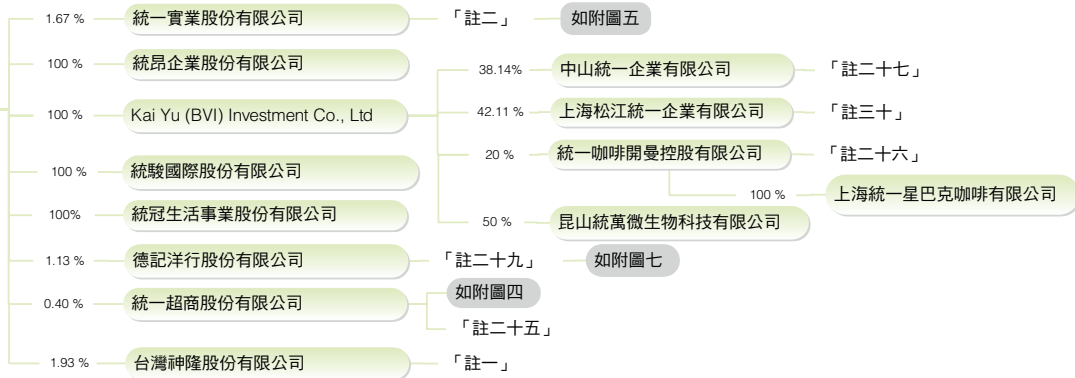 1.67 % 統一實業股份有限公司 「註二」 如附圖五
100 % 統昂企業股份有限公司
38.14% 中山統一企業有限公司 「註二十七」
100 % Kai Yu (BVI) Investment Co., Ltd
42.11 % 上海松江統一企業有限公司 「註三十」
20 % 統一咖啡開曼控股有限公司 「註二十六」
100 % 統駿國際股份有限公司
100 % 上海統一星巴克咖啡有限公司
100% 統冠生活事業股份有限公司
50 % 昆山統萬微生物科技有限公司
1.13 % 德記洋行股份有限公司 「註二十九」 如附圖七
0.40 % 統一超商股份有限公司 如附圖四
「註二十五」
1.93 % 台灣神隆股份有限公司 「註一」